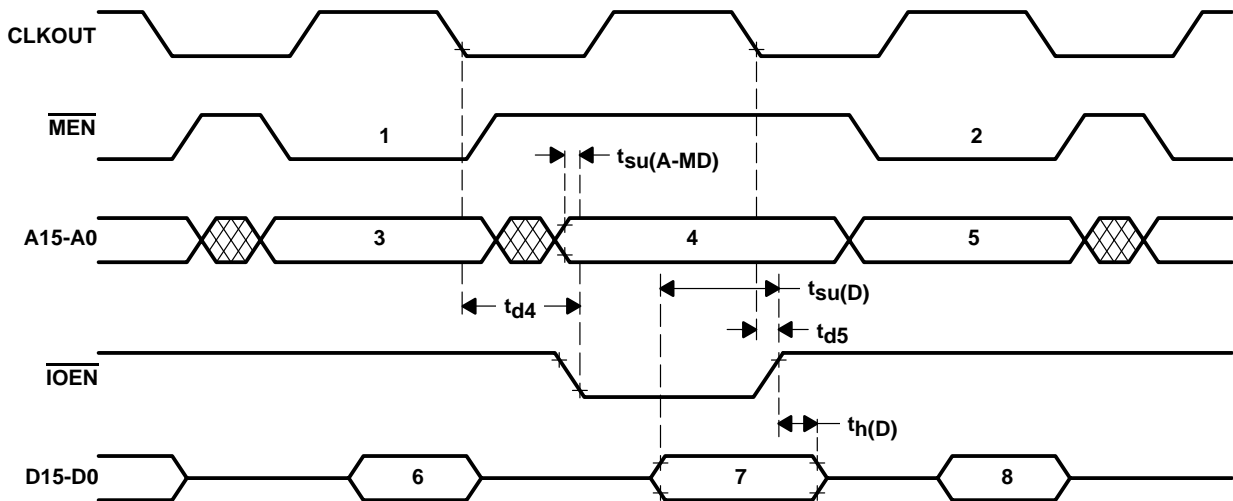 CLKOUT
MEN
1
2
tsu(A-MD)
A15-A0
3
4
5
tsu(D)
td4
td5
IOEN
th(D)
D15-D0
6
7
8